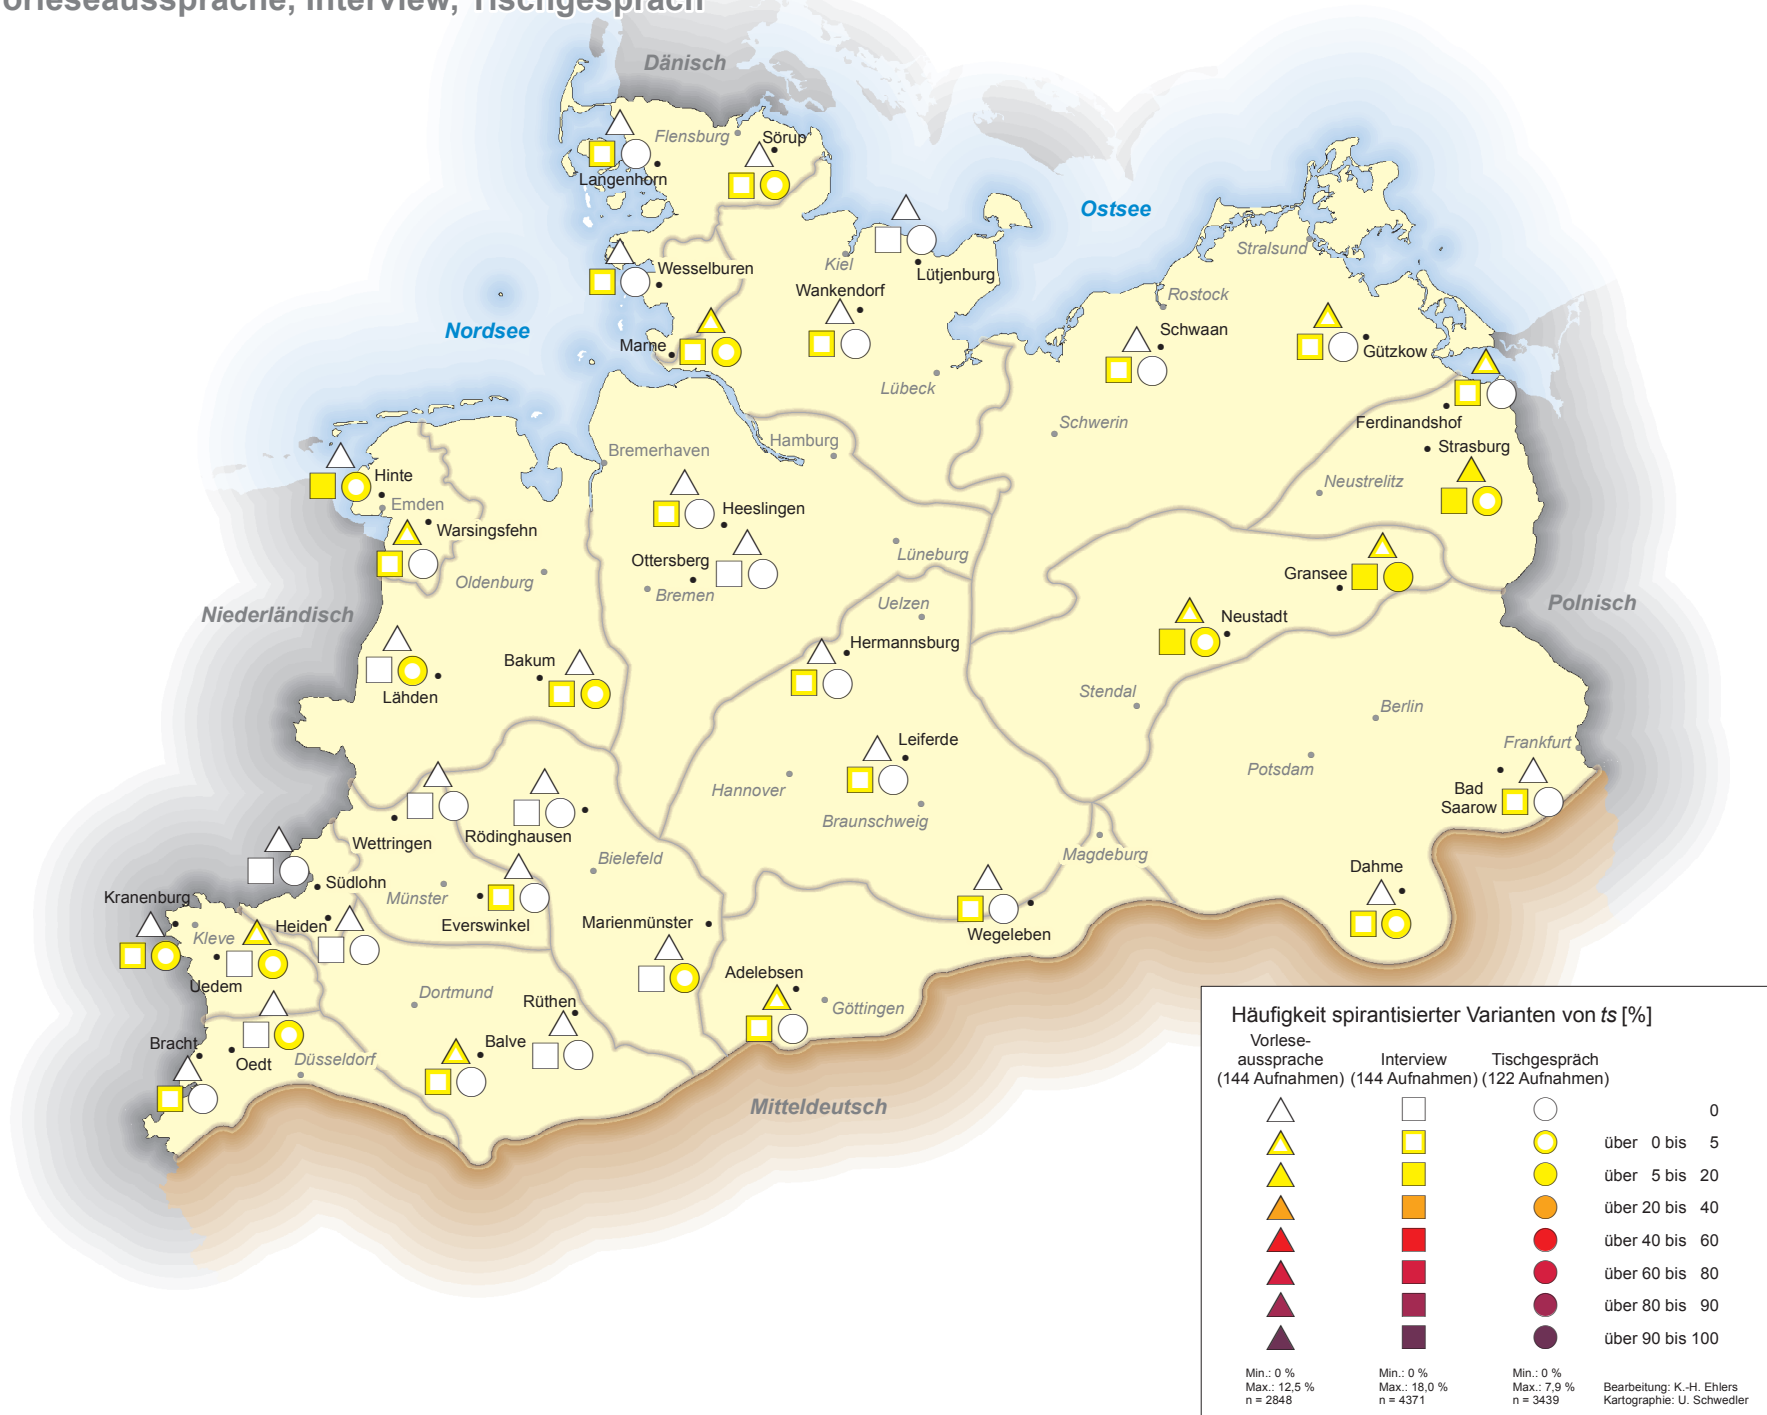 orleseaussprache, Interview, Tischgespräch
Dänisch
Flensburg
Sörup
Langenhorn
Ostsee
Stralsund
Kiel
Wesselburen
Lütjenburg
Wankendorf
Rostock
Nordsee
Schwaan
Marne
Gützkow
Lübeck
Ferdinandshof
Schwerin
Hamburg
Bremerhaven
Strasburg
Hinte
Neustrelitz
Emden
Heeslingen
Warsingsfehn
Lüneburg
Ottersberg
Gransee
Oldenburg
Bremen
Uelzen
Niederländisch
Polnisch
Neustadt
Hermannsburg
Bakum
Stendal
Lähden
Berlin
Leiferde
Frankfurt
Potsdam
Hannover
Bad
Saarow
Braunschweig
Wettringen
Rödinghausen
Bielefeld
Magdeburg
Dahme
Südlohn
Kranenburg
Münster
Heiden
Everswinkel
Marienmünster
Wegeleben
Kleve
Uedem
Adelebsen
Dortmund
Rüthen
Göttingen
Bracht
Balve
Oedt
Düsseldorf
Mitteldeutsch
Häufigkeit spirantisierter Varianten von ts [%]
Vorlese-
aussprache
(144 Aufnahmen)
Interview
(144 Aufnahmen)
Tischgespräch
(122 Aufnahmen)
0
über 0 bis 5
über 5 bis 20
über 20 bis 40
über 40 bis 60
über 60 bis 80
über 80 bis 90
über 90 bis 100
Min.: 0 %
Max.: 12,5 %
n = 2848
Min.: 0 %
Max.: 18,0 %
n = 4371
Min.: 0 %
Max.: 7,9 %
n = 3439
Bearbeitung: K.-H. Ehlers
Kartographie: U. Schwedler